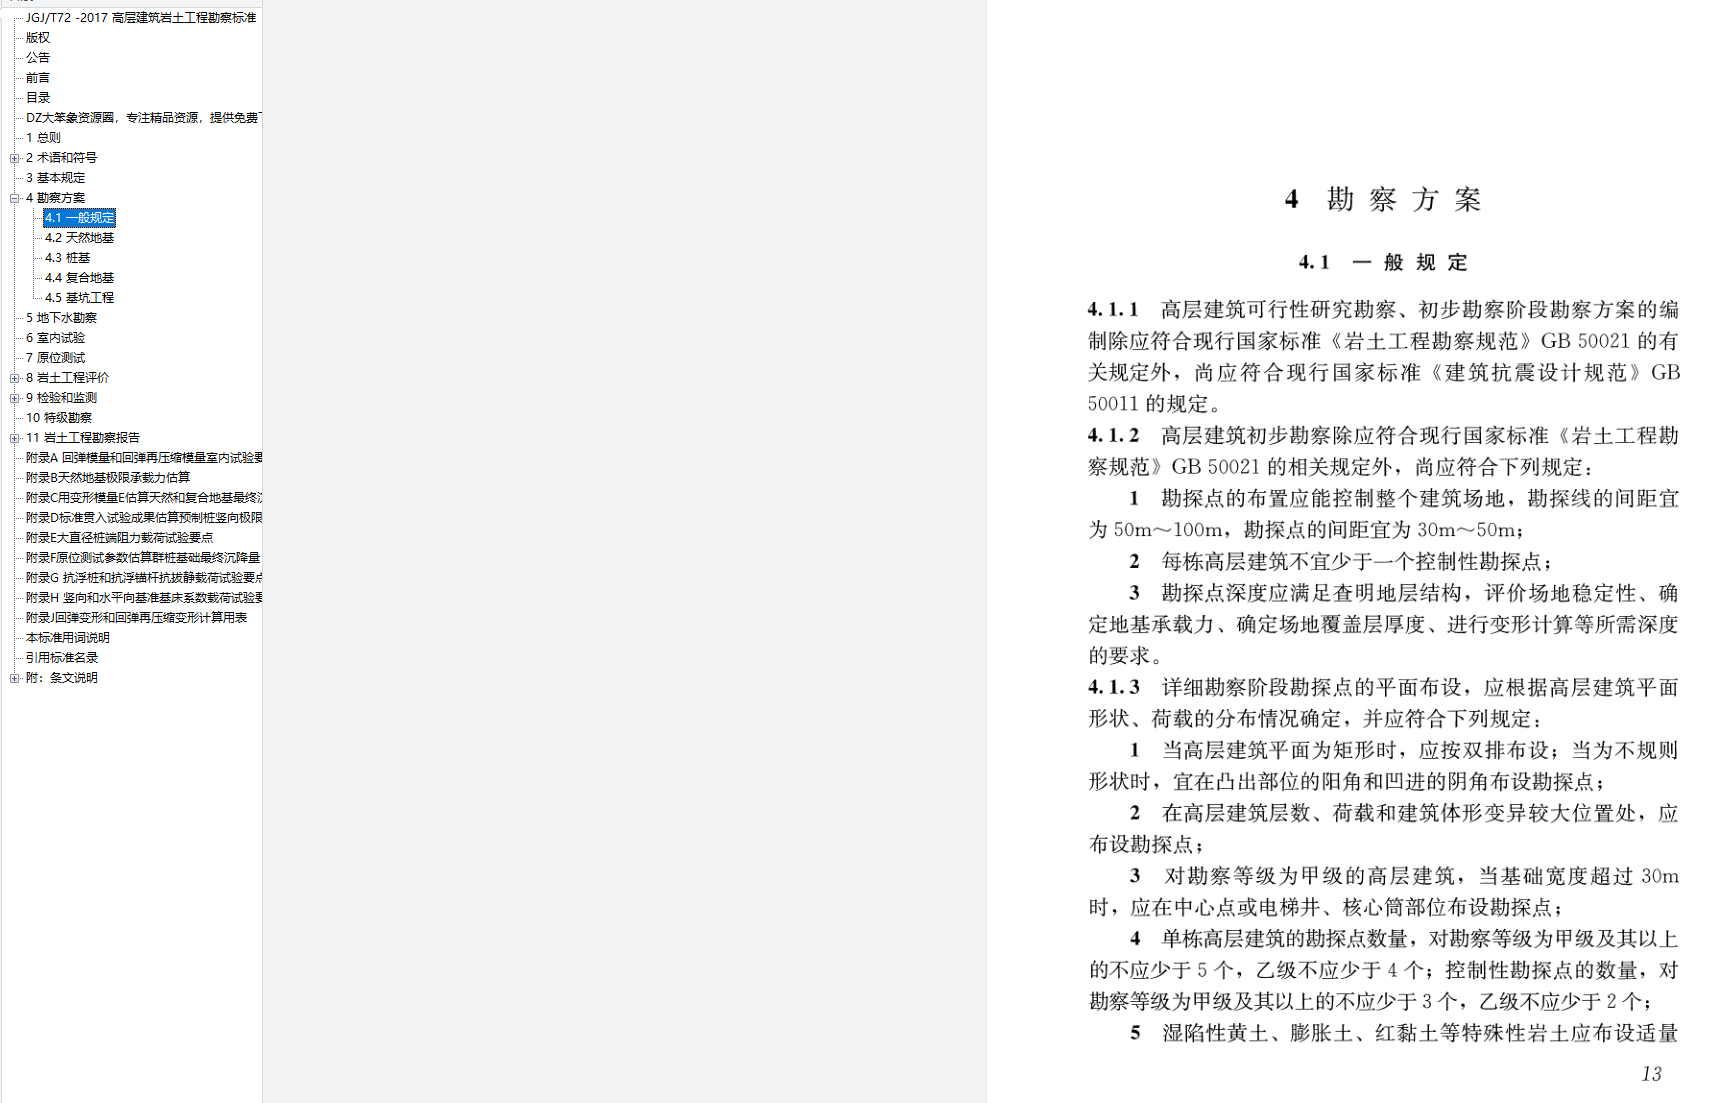 JGJ/T72 -2017 高层建筑岩土工程勘察标准
版权
公告
前言
目录
DZ大笨象资源圈，专注精品资源，提供免费
1 总则
2 术语和符号
3 基本规定
4 勘察方案
4.1 一般规定
4.2 天然地基
4.3 桩基
4.4 复合地基
4.5 基坑工程
5 地下水勘察
6 室内试验
7 原位测试
8 岩土工程评价
9 检验和监测
10 特级勘察
11 岩土工程勘察报告
附录A 回弹模量和回弹再压缩模量室内试验要
附录B天然地基极限承载力估算
附录C用变形模量E估算天然和复合地基最终
附录D标准贯入试验成果估算预制桩竖向极限
附录E大直径桩端阻力载荷试验要点
附录F原位测试参数估算群桩基础最终沉降量
附录G 抗浮桩和抗浮锚杆抗拔静载荷试验要点
附录H 竖向和水平向基准基床系数载荷试验要
附录J回弹变形和回弹再压缩变形计算用表
本标准用词说明
引用标准名录
附：条文说明
4 勘察方案
4.1 一般规定
4.1.1 高层建筑可行性研究勘察、初步勘察阶段勘察方案的编
制除应符合现行国家标准《岩土工程勘察规范》GB 50021 的有
关规定外，尚应符合现行国家标准《建筑抗震设计规范》GB
50011 的规定。
4.1.2 高层建筑初步勘察除应符合现行国家标准《岩土工程勘
察规范》GB 50021 的相关规定外，尚应符合下列规定：
1 勘探点的布置应能控制整个建筑场地，勘探线的间距宜
为 50m～100m，勘探点的间距宜为 30m～50m；
2 每栋高层建筑不宜少于一个控制性勘探点；
3 勘探点深度应满足查明地层结构，评价场地稳定性、确
定地基承载力、确定场地覆盖层厚度、进行变形计算等所需深度
的要求。
4.1.3 详细勘察阶段勘探点的平面布设，应根据高层建筑平面
形状、荷载的分布情况确定，并应符合下列规定：
1 当高层建筑平面为矩形时，应按双排布设；当为不规则
形状时，宜在凸出部位的阳角和凹进的阴角布设勘探点；
2 在高层建筑层数、荷载和建筑体形变异较大位置处，应
布设勘探点；
3 对勘察等级为甲级的高层建筑，当基础宽度超过 30m
时，应在中心点或电梯井、核心筒部位布设勘探点；
4 单栋高层建筑的勘探点数量，对勘察等级为甲级及其以上
的不应少于 5 个，乙级不应少于 4 个；控制性勘探点的数量，对
勘察等级为甲级及其以上的不应少于 3 个，乙级不应少于 2 个；
5 湿陷性黄土、膨胀土、红黏土等特殊性岩土应布设适量
13